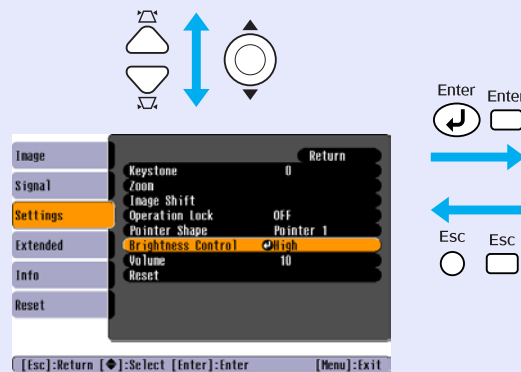 Enter
Enter
Image
Signal
Settings
Extended
Info
Reset
Return
Keystone 0
Zoom
Image Shift
Operation Lock OFF
Pointer Shape Pointer 1
Brightness Control High
Volume 10
Reset
Esc
Esc
[Esc]:Return [◆]:Select [Enter]:Enter [Menu]:Exit